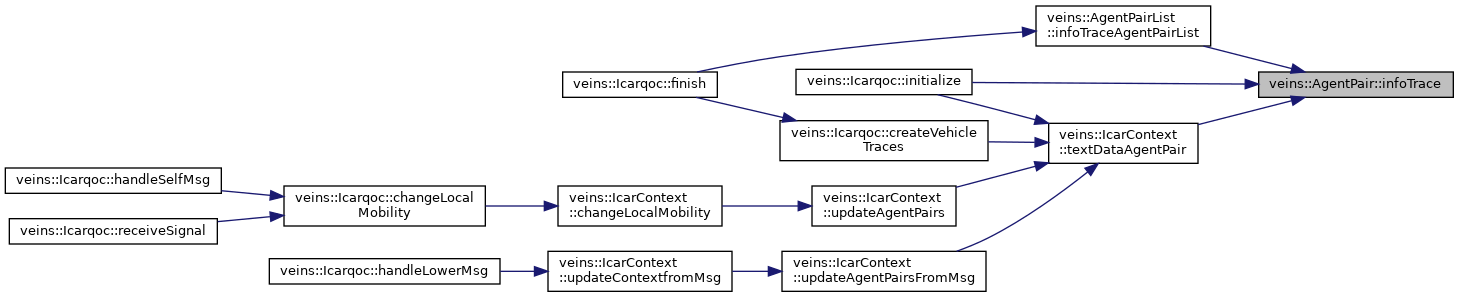 veins::AgentPairList
::infoTraceAgentPairList
veins::Icarqoc::finish
veins::Icarqoc::initialize
veins::AgentPair::infoTrace
veins::Icarqoc::createVehicle
Traces
veins::IcarContext
::textDataAgentPair
veins::Icarqoc::handleSelfMsg
veins::Icarqoc::changeLocal
Mobility
veins::IcarContext
::changeLocalMobility
veins::IcarContext
::updateAgentPairs
veins::Icarqoc::receiveSignal
veins::Icarqoc::handleLowerMsg
veins::IcarContext
::updateContextfromMsg
veins::IcarContext
::updateAgentPairsFromMsg